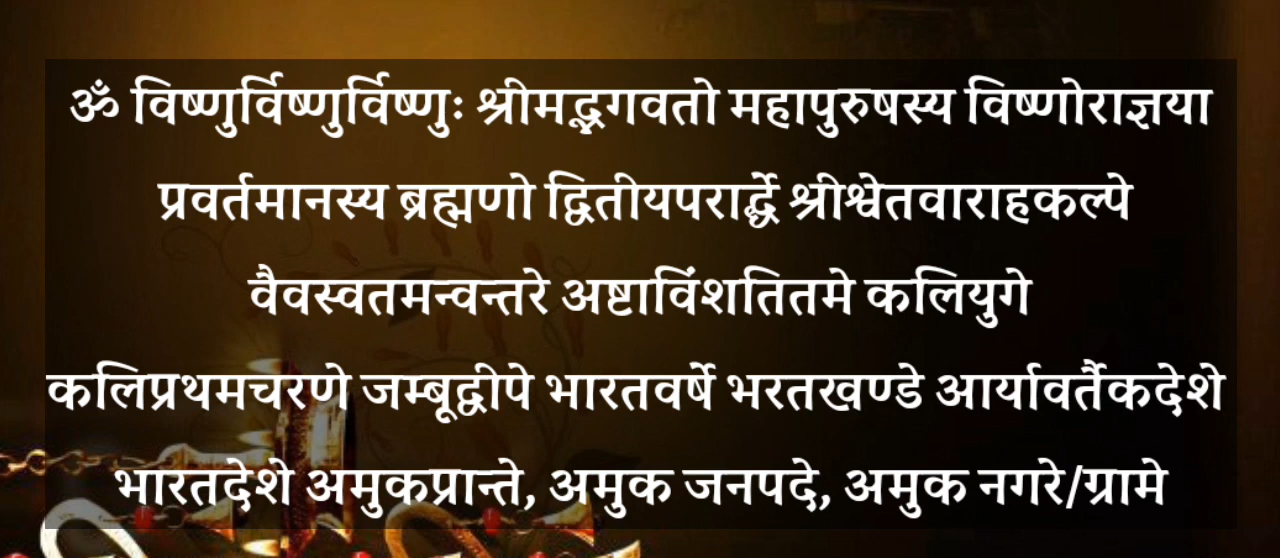 ॐ विष्णुर्विष्णुर्विष्णुः श्रीमद्भगवतो महापुरुषस्य विष्णोराज्ञया
प्रवर्तमानस्य ब्रह्मणो द्वितीयपरार्द्धे श्रीश्वेतवाराहकल्पे
वैवस्वतमन्वन्तरे अष्टाविंशतितमे कलियुगे
कलिप्रथमचरणे जम्बूद्वीपे भारतवर्षे भरतखण्डे आर्यावर्तैकदेशे
भारतदेशे अमुकप्रान्ते, अमुक जनपदे, अमुक नगरे/ग्रामे